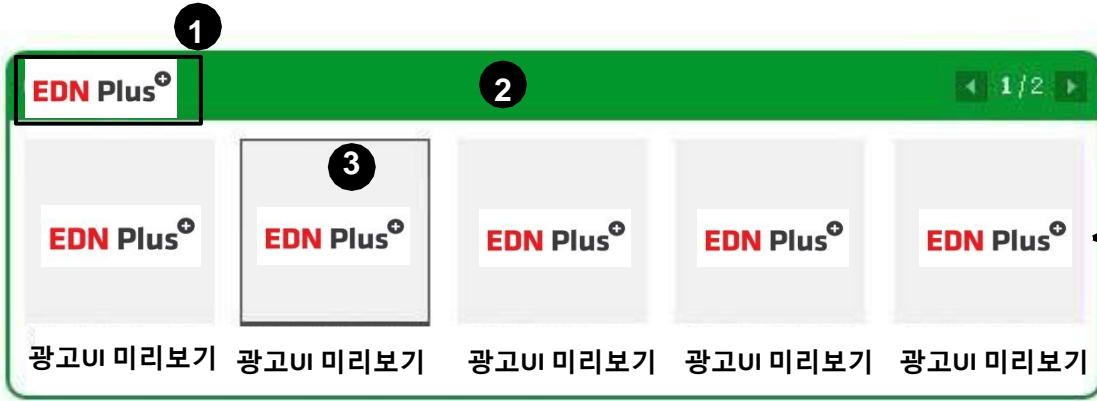 1
EDN Plus+
2
1/2
3
EDN Plus+ EDN Plus+ EDN Plus+ EDN Plus+ EDN Plus+
광고UI 미리보기 광고UI 미리보기 광고UI 미리보기 광고UI 미리보기 광고UI 미리보기